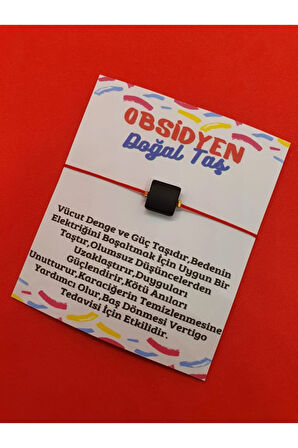 OBSİDYEN
Doğal Taş
Vücut Denge ve Güç Taşıdır,Bedenin
Elektriğini Boşaltmak İçin Uygun Bir
Taştır,Olumsuz Düşüncelerden
Uzaklaştırır,Duyguları
Güçlendirir,Kötü Anıları
Unutturur,Karaciğerin Temizlenmesine
Yardımcı Olur,Baş Dönmesi Vertigo
Tedavisi İçin Etkilidir.